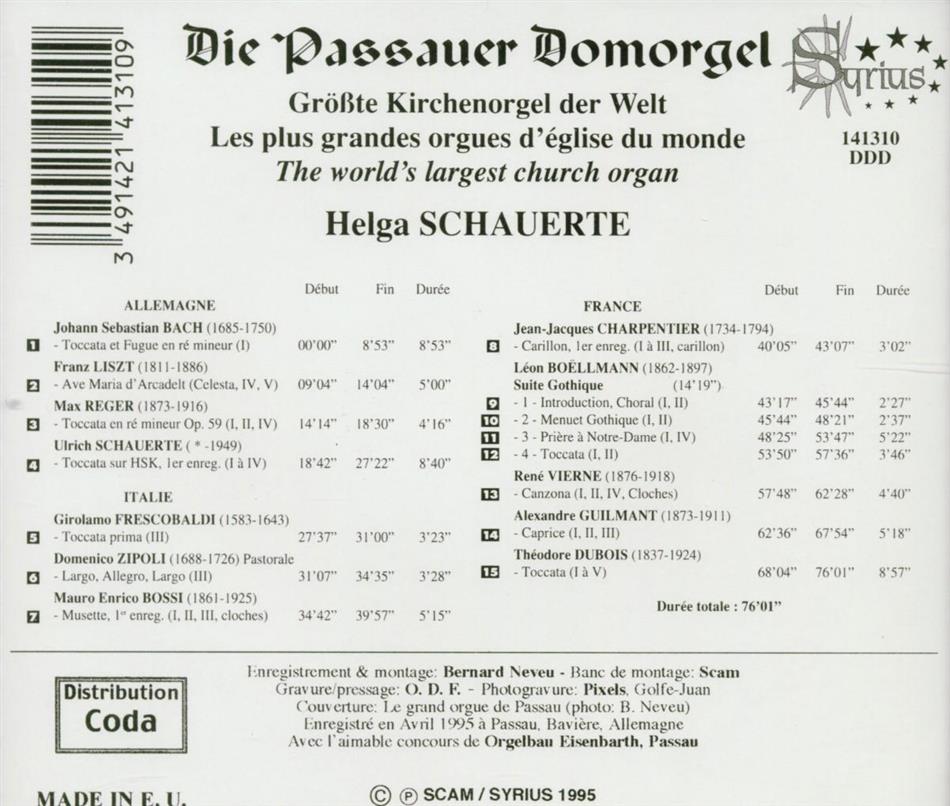 Die Passauer Domorgel
Syrius
Größte Kirchenorgel der Welt
Les plus grandes orgues d'église du monde
The world's largest church organ
141310
DDD
Helga SCHAUERTE
3 491421 413109
Début Fin Durée
ALLEMAGNE
Johann Sebastian BACH (1685-1750)
1 - Toccata et Fugue en ré mineur (I) 00'00" 8'53" 8'53"
Franz LISZT (1811-1886)
2 - Ave Maria d'Arcadelt (Celesta, IV, V) 09'04" 14'04" 5'00"
Max REGER (1873-1916)
3 - Toccata en ré mineur Op. 59 (I, II, IV) 14'14" 18'30" 4'16"
Ulrich SCHAUERTE ( * -1949)
4 - Toccata sur HSK, 1er enreg. (I à IV) 18'42" 27'22" 8'40"
ITALIE
Girolamo FRESCOBALDI (1583-1643)
5 - Toccata prima (III) 27'37" 31'00" 3'23"
Domenico ZIPOLI (1688-1726) Pastorale
6 - Largo, Allegro, Largo (III) 31'07" 34'35" 3'28"
Mauro Enrico BOSSI (1861-1925)
7 - Musette, 1er enreg. (I, II, III, cloches) 34'42" 39'57" 5'15"
Début Fin Durée
FRANCE
Jean-Jacques CHARPENTIER (1734-1794)
8 - Carillon, 1er enreg. (I à III, carillon) 40'05" 43'07" 3'02"
Léon BOËLLMANN (1862-1897)
Suite Gothique (14'19")
9 - 1 - Introduction, Choral (I, II) 43'17" 45'44" 2'27"
10 - 2 - Menuet Gothique (I, II) 45'44" 48'21" 2'37"
11 - 3 - Prière à Notre-Dame (I, IV) 48'25" 53'47" 5'22"
12 - 4 - Toccata (I, II) 53'50" 57'36" 3'46"
René VIERNE (1876-1918)
13 - Canzona (I, II, IV, Cloches) 57'48" 62'28" 4'40"
Alexandre GUILMANT (1873-1911)
14 - Caprice (I, II, III) 62'36" 67'54" 5'18"
Théodore DUBOIS (1837-1924)
15 - Toccata (I à V) 68'04" 76'01" 8'57"
Durée totale : 76'01"
Distribution
Coda
Enregistrement & montage: Bernard Neveu - Banc de montage: Scam
Gravure/pressage: O. D. F. - Photogravure: Pixels, Golfe-Juan
Couverture: Le grand orgue de Passau (photo: B. Neveu)
Enregistré en Avril 1995 à Passau, Bavière, Allemagne
Avec l'aimable concours de Orgelbau Eisenbarth, Passau
MADE IN E. U.
© ℗ SCAM / SYRIUS 1995